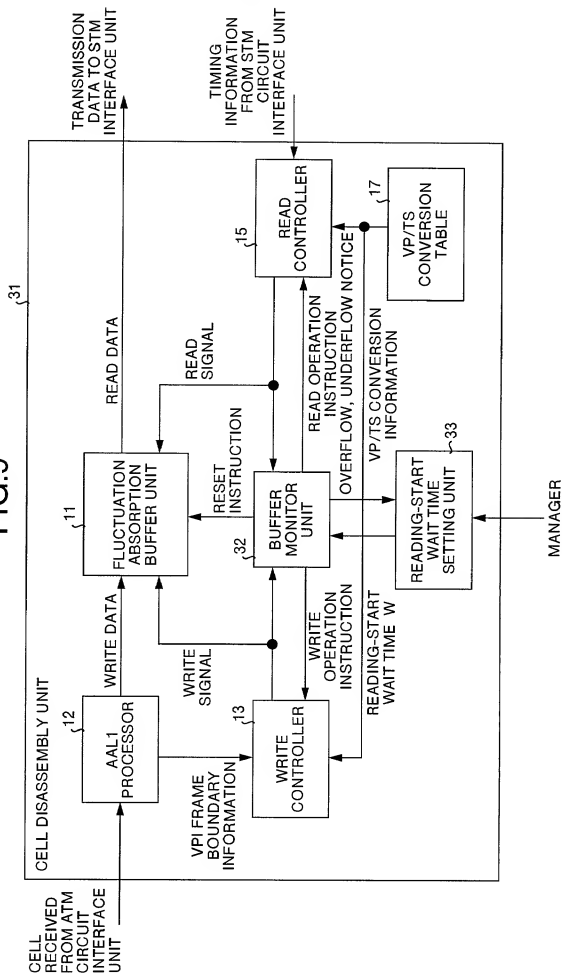 FIG.9
CELL DISASSEMBLY UNIT
31
CELL
RECEIVED
FROM ATM
CIRCUIT
INTERFACE
UNIT
12
AAL1
PROCESSOR
WRITE DATA
11
FLUCTUATION
ABSORPTION
BUFFER UNIT
READ DATA
TRANSMISSION
DATA TO STM
INTERFACE UNIT
VPI FRAME
BOUNDARY
INFORMATION
WRITE
SIGNAL
RESET
INSTRUCTION
READ
SIGNAL
TIMING
INFORMATION
FROM STM
CIRCUIT
INTERFACE UNIT
13
WRITE
CONTROLLER
32
BUFFER
MONITOR
UNIT
15
READ
CONTROLLER
WRITE
OPERATION
INSTRUCTION
READ OPERATION
INSTRUCTION
OVERFLOW, UNDERFLOW NOTICE
READING-START
WAIT TIME W
VP/TS CONVERSION
INFORMATION
17
VP/TS
CONVERSION
TABLE
33
READING-START
WAIT TIME
SETTING UNIT
MANAGER